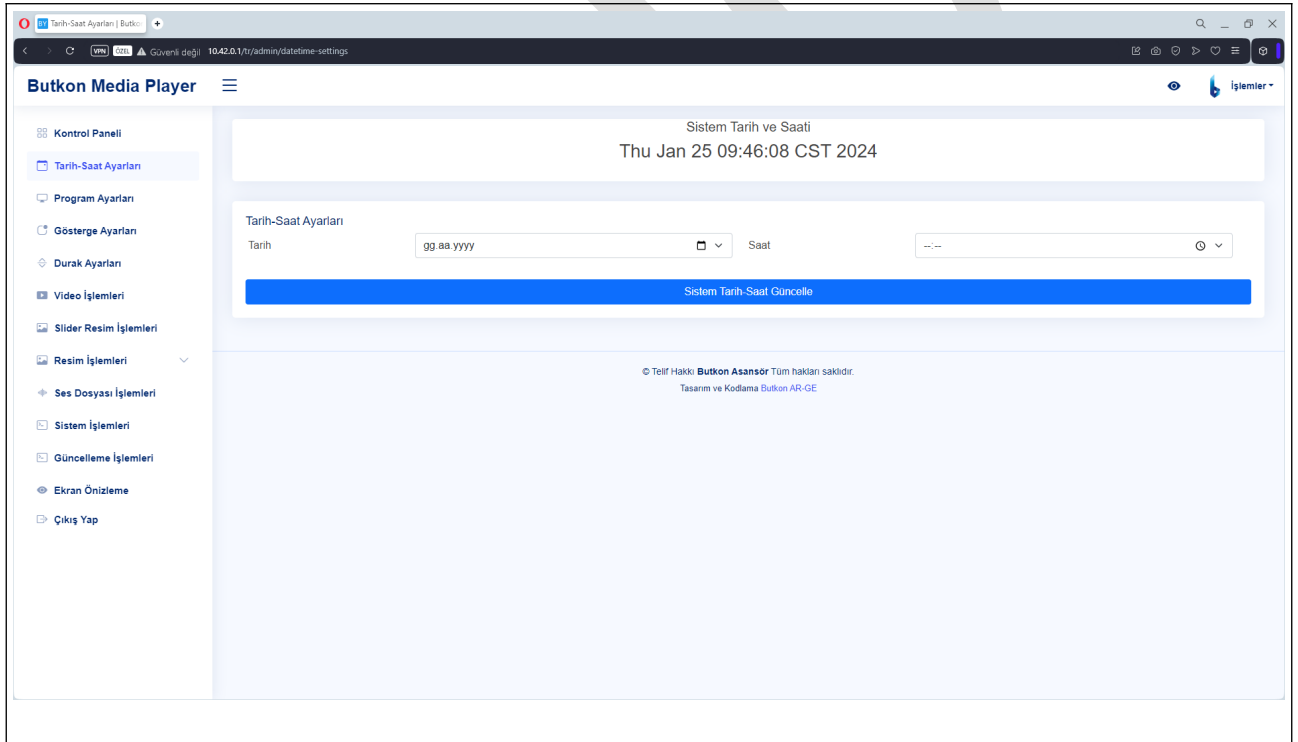 Tarih-Saat Ayarları | Butko
VPN ÖZEL Güvenli değil 10.42.0.1/tr/admin/datetime-settings
Butkon Media Player
İşlemler
Kontrol Paneli
Tarih-Saat Ayarları
Program Ayarları
Gösterge Ayarları
Durak Ayarları
Video İşlemleri
Slider Resim İşlemleri
Resim İşlemleri
Ses Dosyası İşlemleri
Sistem İşlemleri
Güncelleme İşlemleri
Ekran Önizleme
Çıkış Yap
Sistem Tarih ve Saati
Thu Jan 25 09:46:08 CST 2024
Tarih-Saat Ayarları
Tarih gg.aa.yyyy Saat --:--
Sistem Tarih-Saat Güncelle
© Telif Hakkı Butkon Asansör Tüm hakları saklıdır.
Tasarım ve Kodlama Butkon AR-GE